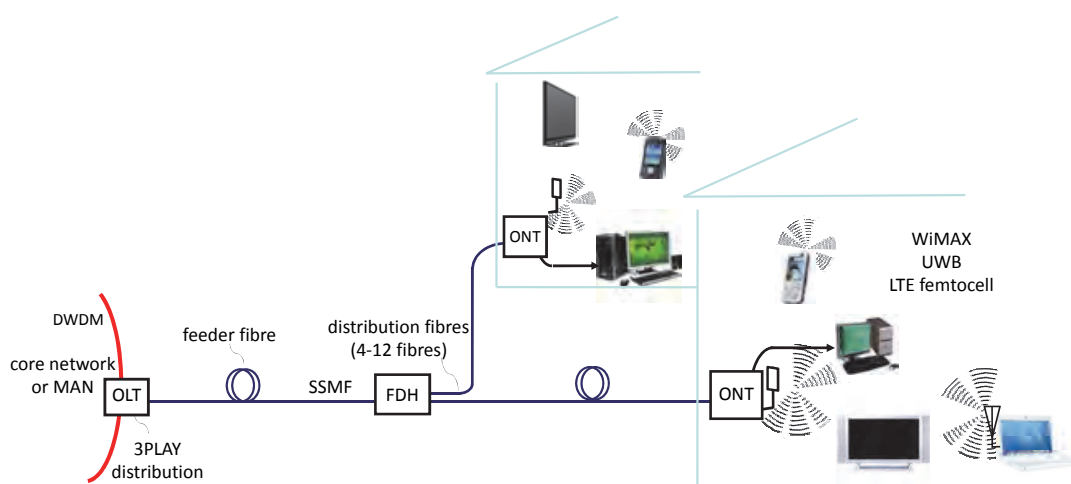 ONT
WiMAX
UWB
LTE femtocell
DWDM
feeder fibre
distribution fibres
(4-12 fibres)
core network
or MAN
OLT
SSMF
FDH
ONT
3PLAY
distribution